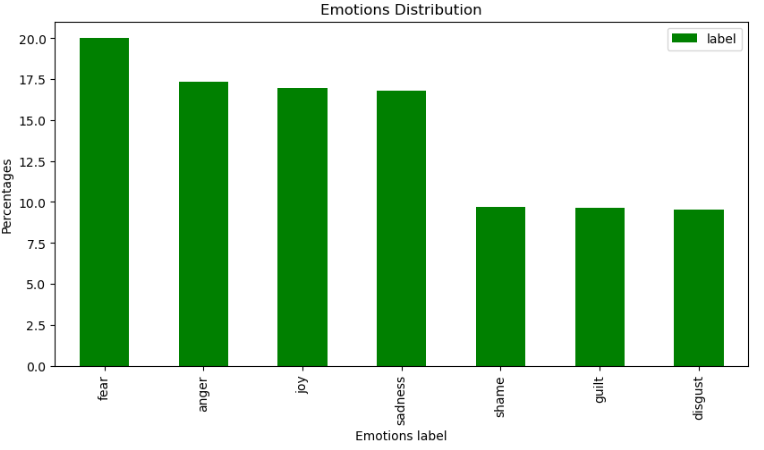 Emotions Distribution
label
20.0
17.5
15.0
12.5
10.0
7.5
5.0
2.5
0.0
Percentages
fear
anger
joy
sadness
shame
guilt
disgust
Emotions label